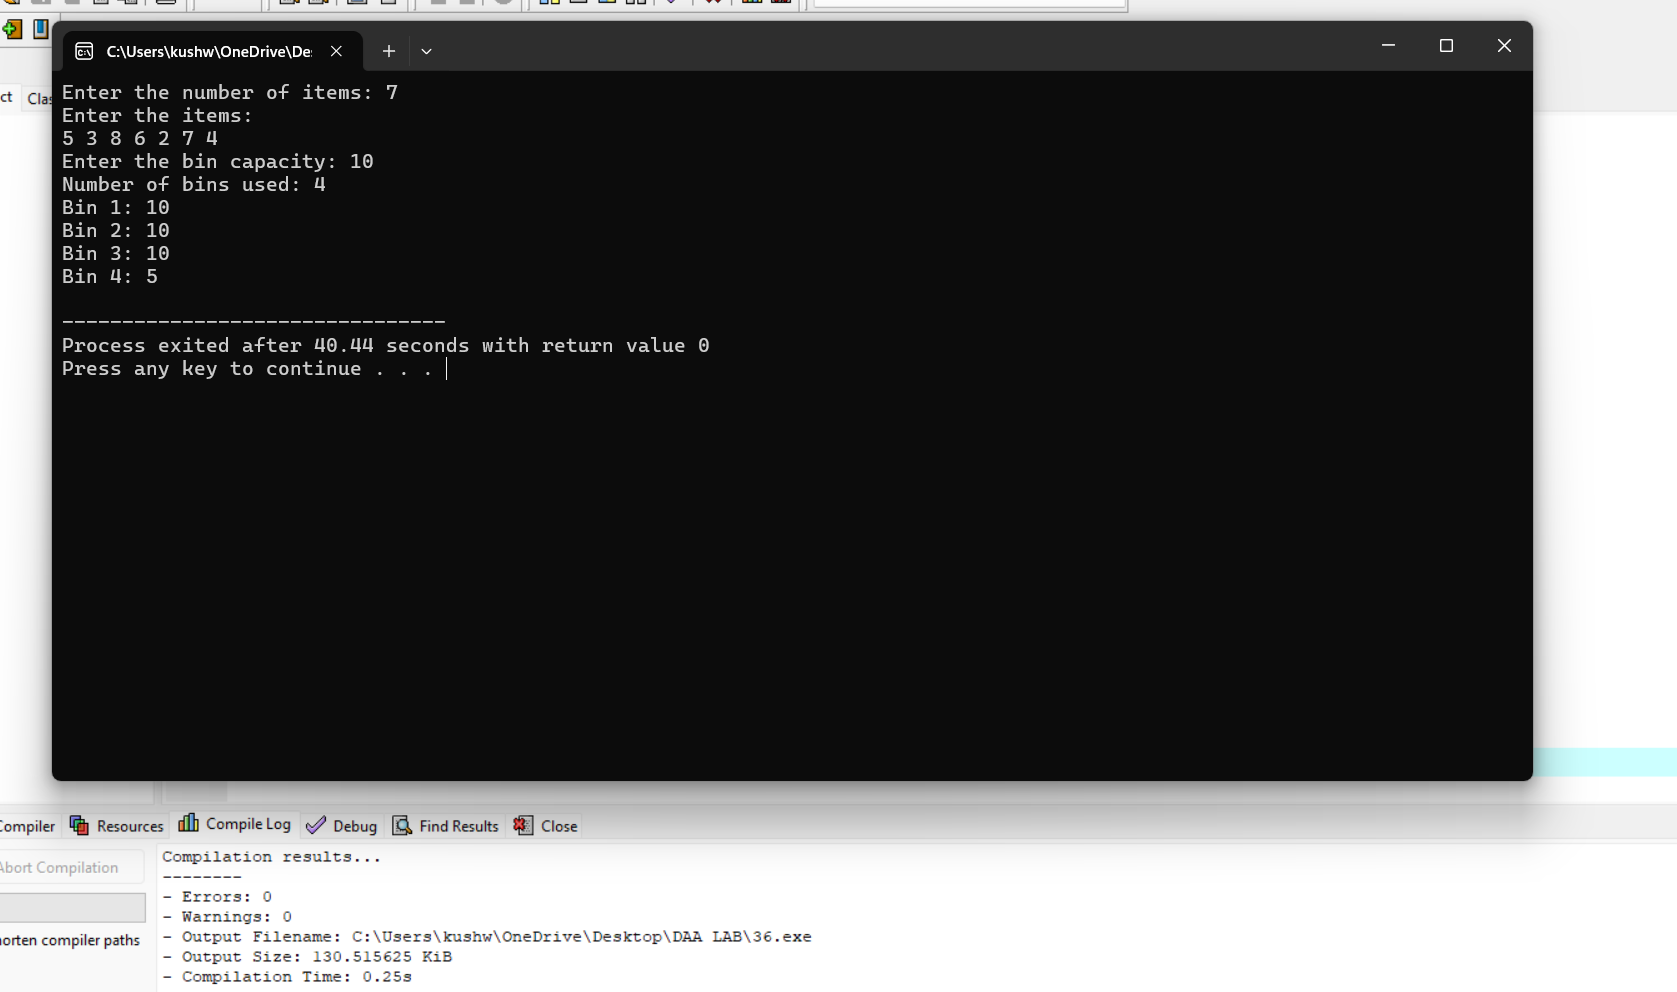 C:\Users\kushw\OneDrive\De
ct Clas
Enter the number of items: 7
Enter the items:
5 3 8 6 2 7 4
Enter the bin capacity: 10
Number of bins used: 4
Bin 1: 10
Bin 2: 10
Bin 3: 10
Bin 4: 5
--------------------------------
Process exited after 40.44 seconds with return value 0
Press any key to continue . . .
Compiler Resources Compile Log Debug Find Results Close
Abort Compilation
horten compiler paths
Compilation results...
--------
- Errors: 0
- Warnings: 0
- Output Filename: C:\Users\kushw\OneDrive\Desktop\DAA LAB\36.exe
- Output Size: 130.515625 KiB
- Compilation Time: 0.25s